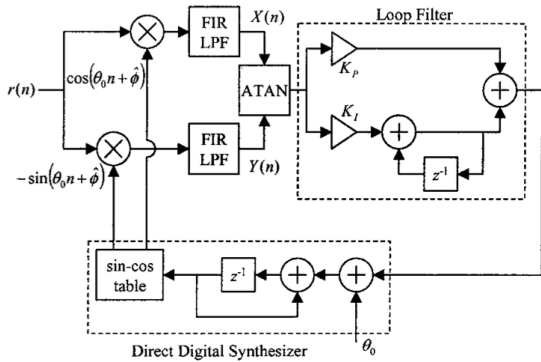 Loop Filter
FIR
LPF
X(n)
cos(θ₀n+φ̂)
r(n)
ATAN
K_P
K_I
FIR
LPF
Y(n)
−sin(θ₀n+φ̂)
z⁻¹
sin-cos
table
z⁻¹
θ₀
Direct Digital Synthesizer